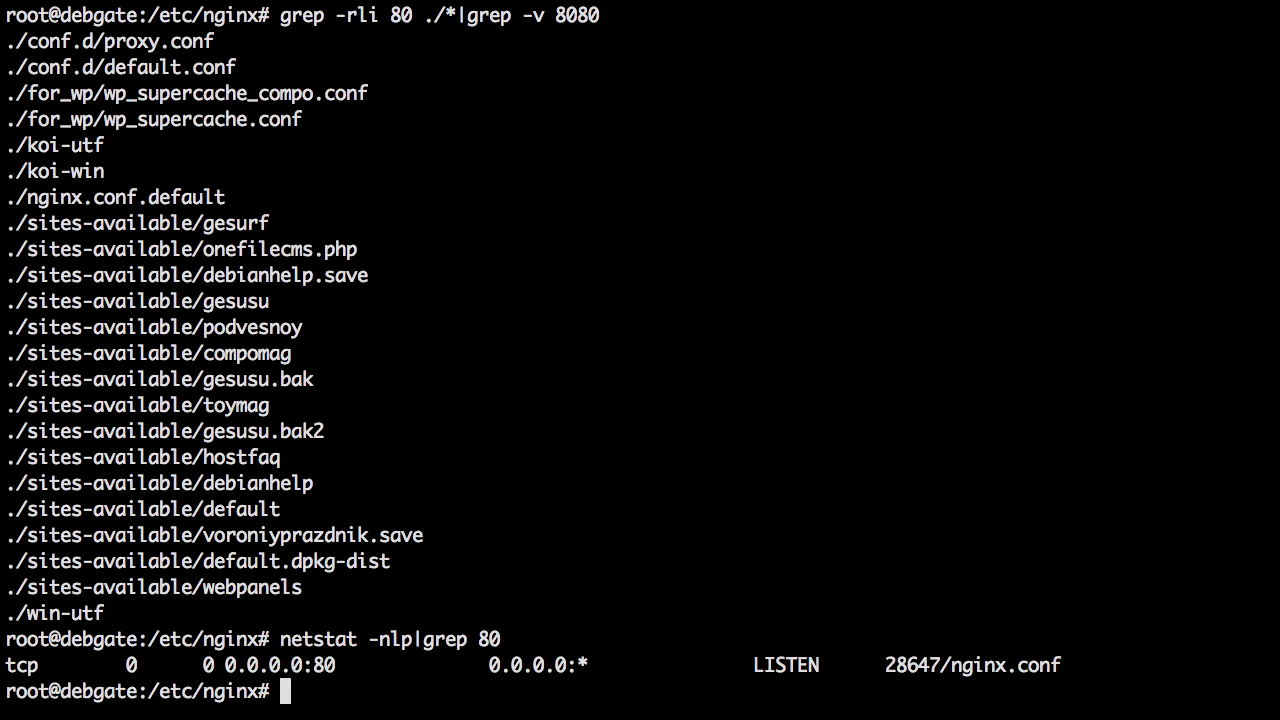 root@debgate:/etc/nginx# grep -rli 80 ./*|grep -v 8080
./conf.d/proxy.conf
./conf.d/default.conf
./for_wp/wp_supercache_compo.conf
./for_wp/wp_supercache.conf
./koi-utf
./koi-win
./nginx.conf.default
./sites-available/gesurf
./sites-available/onefilecms.php
./sites-available/debianhelp.save
./sites-available/gesusu
./sites-available/podvesnoy
./sites-available/compomag
./sites-available/gesusu.bak
./sites-available/toymag
./sites-available/gesusu.bak2
./sites-available/hostfaq
./sites-available/debianhelp
./sites-available/default
./sites-available/voroniyprazdnik.save
./sites-available/default.dpkg-dist
./sites-available/webpanels
./win-utf
root@debgate:/etc/nginx# netstat -nlp|grep 80
tcp        0      0 0.0.0.0:80              0.0.0.0:*               LISTEN      28647/nginx.conf
root@debgate:/etc/nginx#